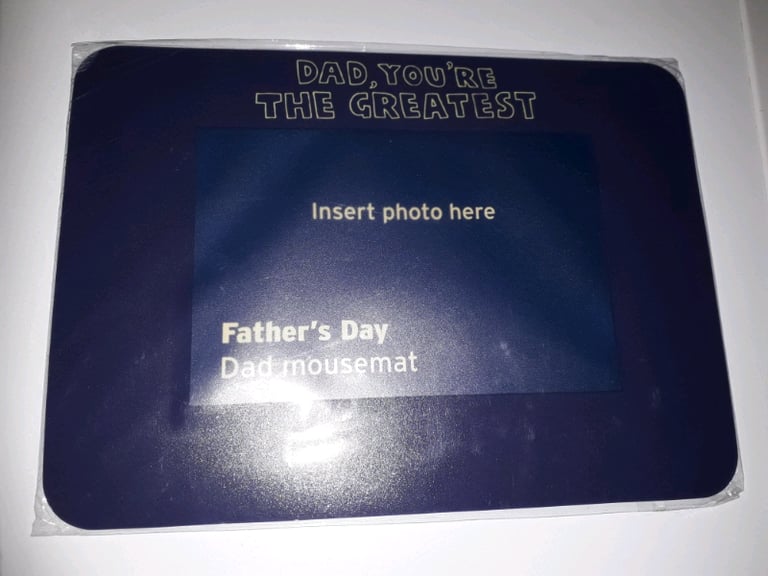 DAD, YOU'RE
THE GREATEST
Insert photo here
Father's Day
Dad mousemat